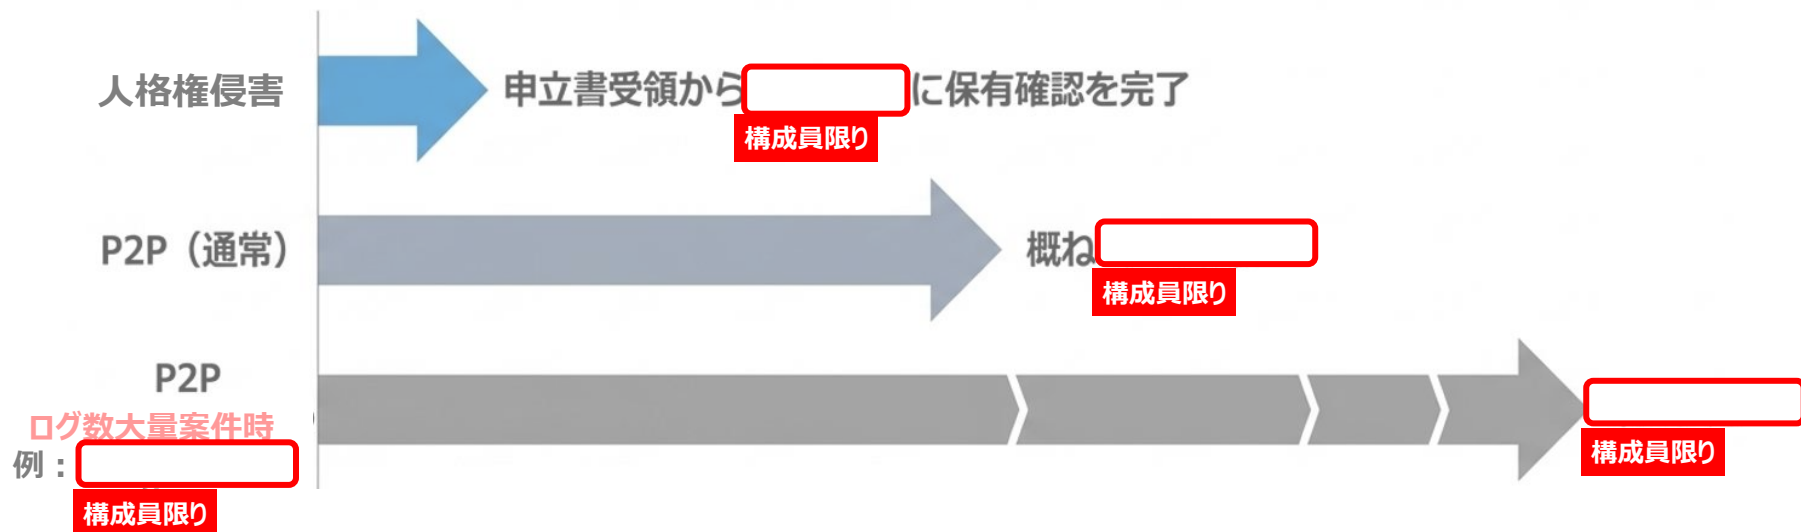 人格権侵害
申立書受領から に保有確認を完了
構成員限り
P2P（通常）
概ね
構成員限り
P2P
ログ数大量案件時
例：
構成員限り
構成員限り